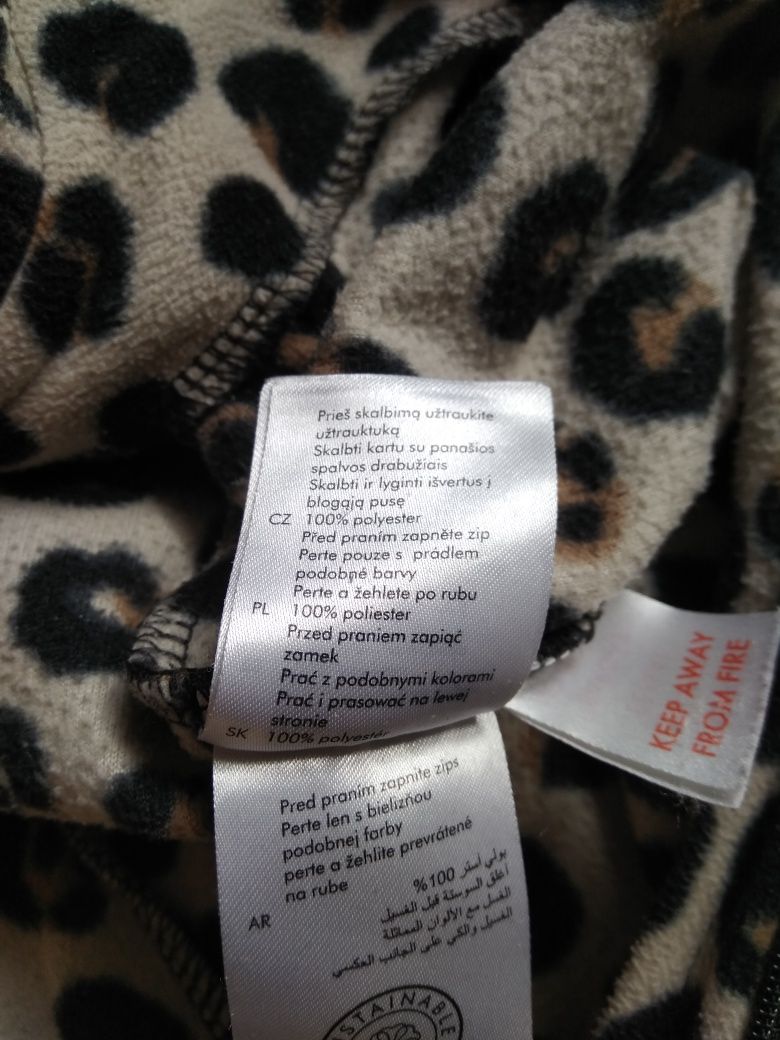 Prieš skalbimą užtraukite
užtrauktuką
Skalbti kartu su panašios
spalvos drabužiais
Skalbti ir lyginti išvertus į
blogąją pusę
CZ 100% polyester
Před praním zapněte zip
Perte pouze s prádlem
podobné barvy
Perte a žehlete po rubu
PL 100% poliester
Przed praniem zapiąć
zamek
Prać z podobnymi kolorami
Prać i prasować na lewej
stronie
SK 100% polyestér
Pred praním zapnite zips
Perte len s bielizňou
podobnej farby
perte a žehlite prevrátené
na rube
AR بولي أستر 100%
أغلق السوستة قبل الغسيل
الغسل مع الألوان المماثلة
الغسيل والكي على الجانب العكسي
KEEP AWAY
FROM FIRE